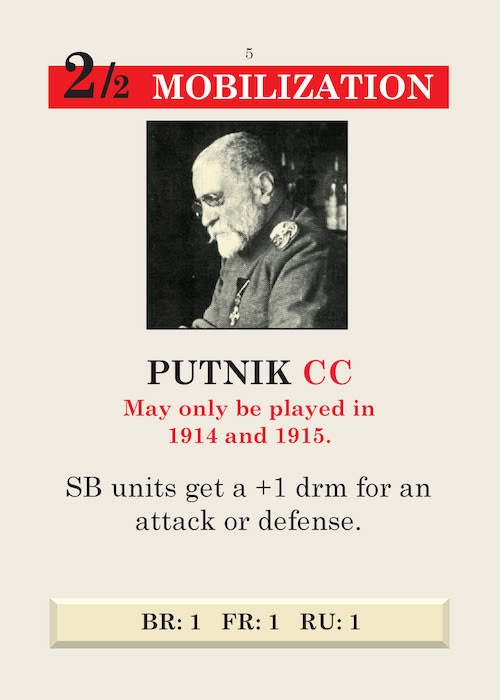 5
2/2 MOBILIZATION
PUTNIK CC
May only be played in
1914 and 1915.
SB units get a +1 drm for an
attack or defense.
BR: 1 FR: 1 RU: 1